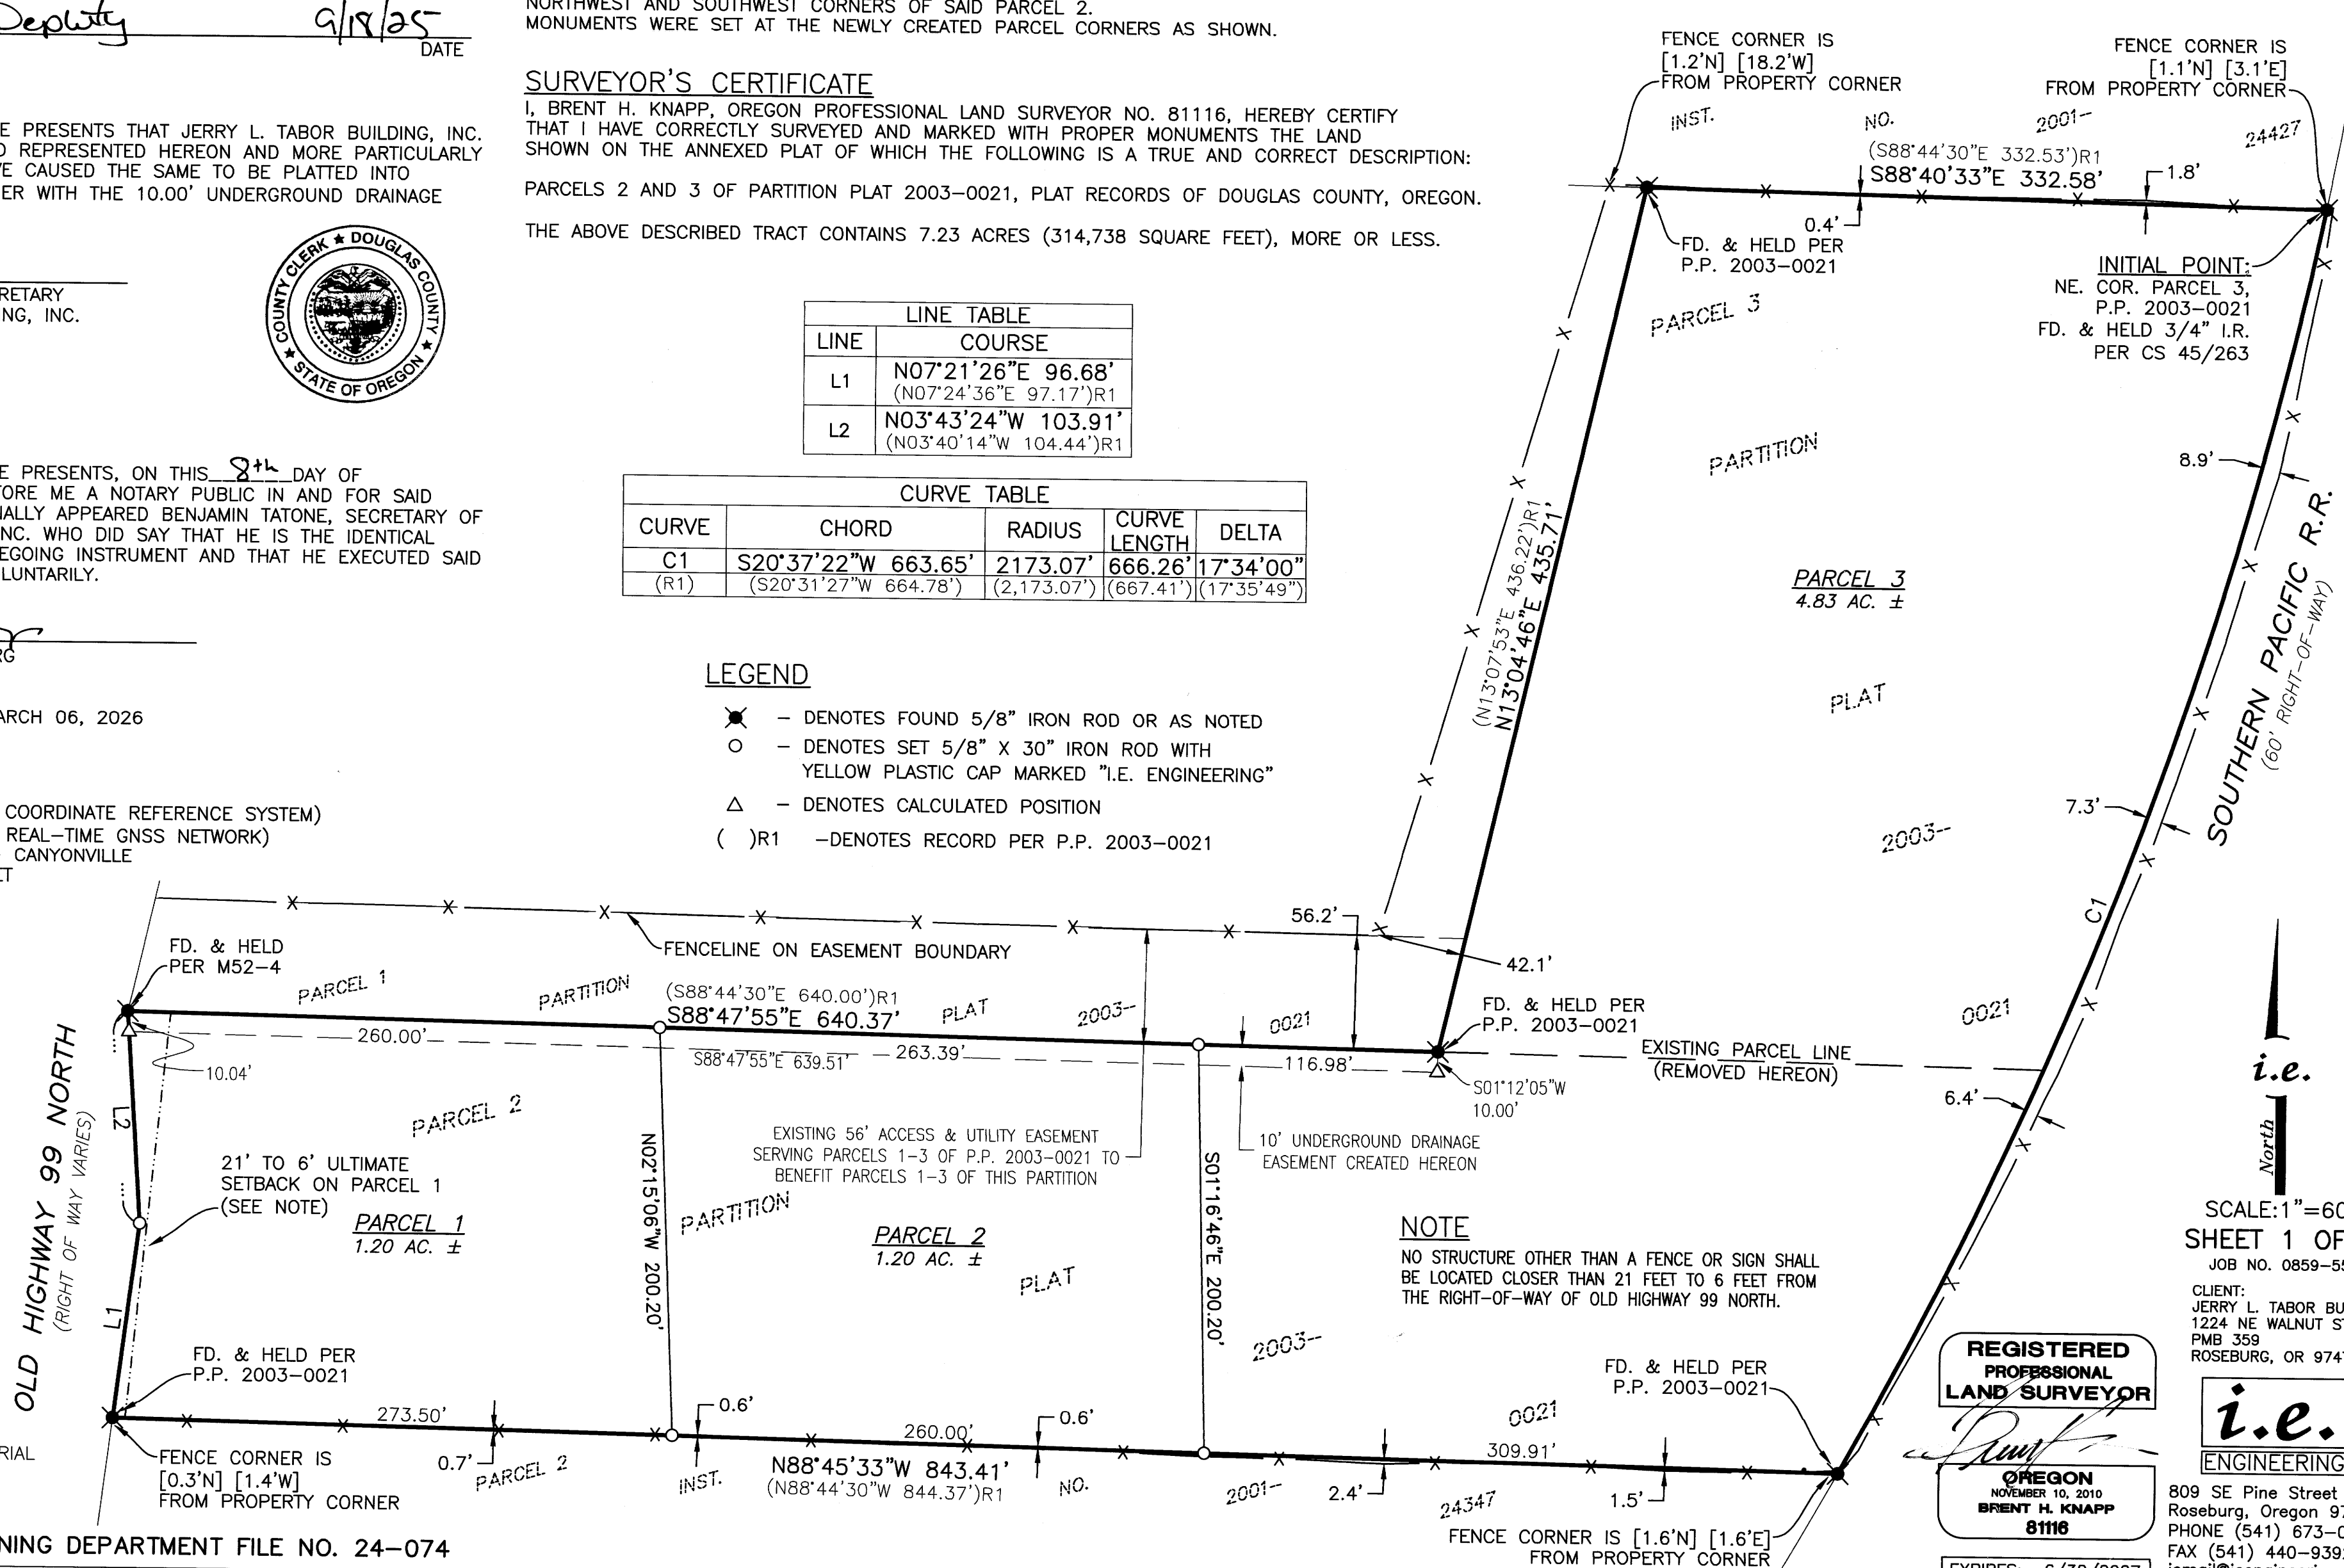 Deputy 9/18/25
DATE
E PRESENTS THAT JERRY L. TABOR BUILDING, INC.
D REPRESENTED HEREON AND MORE PARTICULARLY
VE CAUSED THE SAME TO BE PLATTED INTO
ER WITH THE 10.00' UNDERGROUND DRAINAGE
COUNTY CLERK ★ DOUGLAS COUNTY ★ STATE OF OREGON ★
RETARY
NG, INC.
E PRESENTS, ON THIS 8th DAY OF
FORE ME A NOTARY PUBLIC IN AND FOR SAID
NALLY APPEARED BENJAMIN TATONE, SECRETARY OF
INC. WHO DID SAY THAT HE IS THE IDENTICAL
EGOING INSTRUMENT AND THAT HE EXECUTED SAID
LUNTARILY.
RG
ARCH 06, 2026
COORDINATE REFERENCE SYSTEM)
REAL-TIME GNSS NETWORK)
CANYONVILLE
ET
NORTHWEST AND SOUTHWEST CORNERS OF SAID PARCEL 2.
MONUMENTS WERE SET AT THE NEWLY CREATED PARCEL CORNERS AS SHOWN.
SURVEYOR'S CERTIFICATE
I, BRENT H. KNAPP, OREGON PROFESSIONAL LAND SURVEYOR NO. 81116, HEREBY CERTIFY
THAT I HAVE CORRECTLY SURVEYED AND MARKED WITH PROPER MONUMENTS THE LAND
SHOWN ON THE ANNEXED PLAT OF WHICH THE FOLLOWING IS A TRUE AND CORRECT DESCRIPTION:
PARCELS 2 AND 3 OF PARTITION PLAT 2003-0021, PLAT RECORDS OF DOUGLAS COUNTY, OREGON.
THE ABOVE DESCRIBED TRACT CONTAINS 7.23 ACRES (314,738 SQUARE FEET), MORE OR LESS.
LINE TABLE
LINE COURSE
L1 N07°21'26"E 96.68'
(N07°24'36"E 97.17')R1
L2 N03°43'24"W 103.91'
(N03°40'14"W 104.44')R1
CURVE TABLE
CURVE CHORD RADIUS CURVE LENGTH DELTA
C1 S20°37'22"W 663.65' 2173.07' 666.26' 17°34'00"
(R1) (S20°31'27"W 664.78') (2,173.07') (667.41') (17°35'49")
LEGEND
- DENOTES FOUND 5/8" IRON ROD OR AS NOTED
- DENOTES SET 5/8" X 30" IRON ROD WITH
YELLOW PLASTIC CAP MARKED "I.E. ENGINEERING"
- DENOTES CALCULATED POSITION
( )R1 -DENOTES RECORD PER P.P. 2003-0021
FENCE CORNER IS
[1.2'N] [18.2'W]
FROM PROPERTY CORNER
FENCE CORNER IS
[1.1'N] [3.1'E]
FROM PROPERTY CORNER
INST. NO. 2001-- 24427
(S88°44'30"E 332.53')R1
S88°40'33"E 332.58'
1.8'
0.4'
FD. & HELD PER
P.P. 2003-0021
INITIAL POINT:
NE. COR. PARCEL 3,
P.P. 2003-0021
FD. & HELD 3/4" I.R.
PER CS 45/263
PARCEL 3
PARTITION
PLAT
2003--
0021
8.9'
PARCEL 3
4.83 AC. ±
(N13°07'53"E 436.22')R1
N13°04'46"E 435.71'
SOUTHERN PACIFIC R.R.
(60' RIGHT-OF-WAY)
7.3'
C1
56.2'
42.1'
FENCELINE ON EASEMENT BOUNDARY
FD. & HELD
PER M52-4
PARCEL 1 PARTITION PLAT 2003-- 0021
(S88°44'30"E 640.00')R1
S88°47'55"E 640.37'
260.00'
S88°47'55"E 639.51'
263.39'
116.98'
10.04'
FD. & HELD PER
P.P. 2003-0021
EXISTING PARCEL LINE
(REMOVED HEREON)
S01°12'05"W
10.00'
6.4'
OLD HIGHWAY 99 NORTH
(RIGHT OF WAY VARIES)
L2
L1
PARCEL 2
21' TO 6' ULTIMATE
SETBACK ON PARCEL 1
(SEE NOTE)
PARCEL 1
1.20 AC. ±
N02°15'06"W 200.20'
EXISTING 56' ACCESS & UTILITY EASEMENT
SERVING PARCELS 1-3 OF P.P. 2003-0021 TO
BENEFIT PARCELS 1-3 OF THIS PARTITION
10' UNDERGROUND DRAINAGE
EASEMENT CREATED HEREON
PARTITION
PLAT
2003--
0021
PARCEL 2
1.20 AC. ±
S01°16'46"E 200.20'
NOTE
NO STRUCTURE OTHER THAN A FENCE OR SIGN SHALL
BE LOCATED CLOSER THAN 21 FEET TO 6 FEET FROM
THE RIGHT-OF-WAY OF OLD HIGHWAY 99 NORTH.
FD. & HELD PER
P.P. 2003-0021
FD. & HELD PER
P.P. 2003-0021
273.50'
0.6'
260.00'
0.6'
309.91'
0.7'
N88°45'33"W 843.41'
(N88°44'30"W 844.37')R1
2.4'
1.5'
PARCEL 2 INST. NO. 2001-- 24347
FENCE CORNER IS
[0.3'N] [1.4'W]
FROM PROPERTY CORNER
FENCE CORNER IS [1.6'N] [1.6'E]
FROM PROPERTY CORNER
RIAL
NING DEPARTMENT FILE NO. 24-074
i.e.
North
SCALE:1"=60
SHEET 1 OF
JOB NO. 0859-55
CLIENT:
JERRY L. TABOR BU
1224 NE WALNUT ST
PMB 359
ROSEBURG, OR 974
REGISTERED
PROFESSIONAL
LAND SURVEYOR
OREGON
NOVEMBER 10, 2010
BRENT H. KNAPP
81116
i.e.
ENGINEERING
809 SE Pine Street
Roseburg, Oregon 97
PHONE (541) 673-0
FAX (541) 440-939